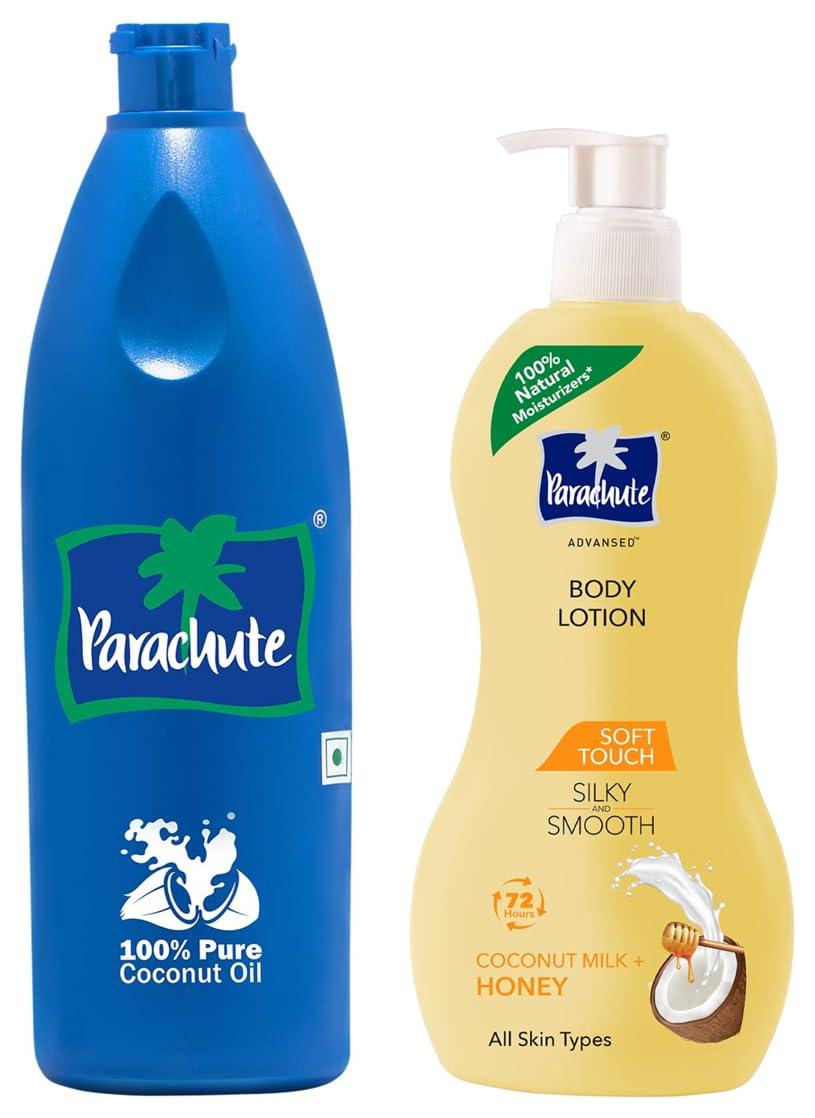 Parachute
®
100% Pure
Coconut Oil
100%
Natural
Moisturizers*
Parachute
®
ADVANSED™
BODY
LOTION
SOFT
TOUCH
SILKY
AND
SMOOTH
72
Hours
COCONUT MILK +
HONEY
All Skin Types